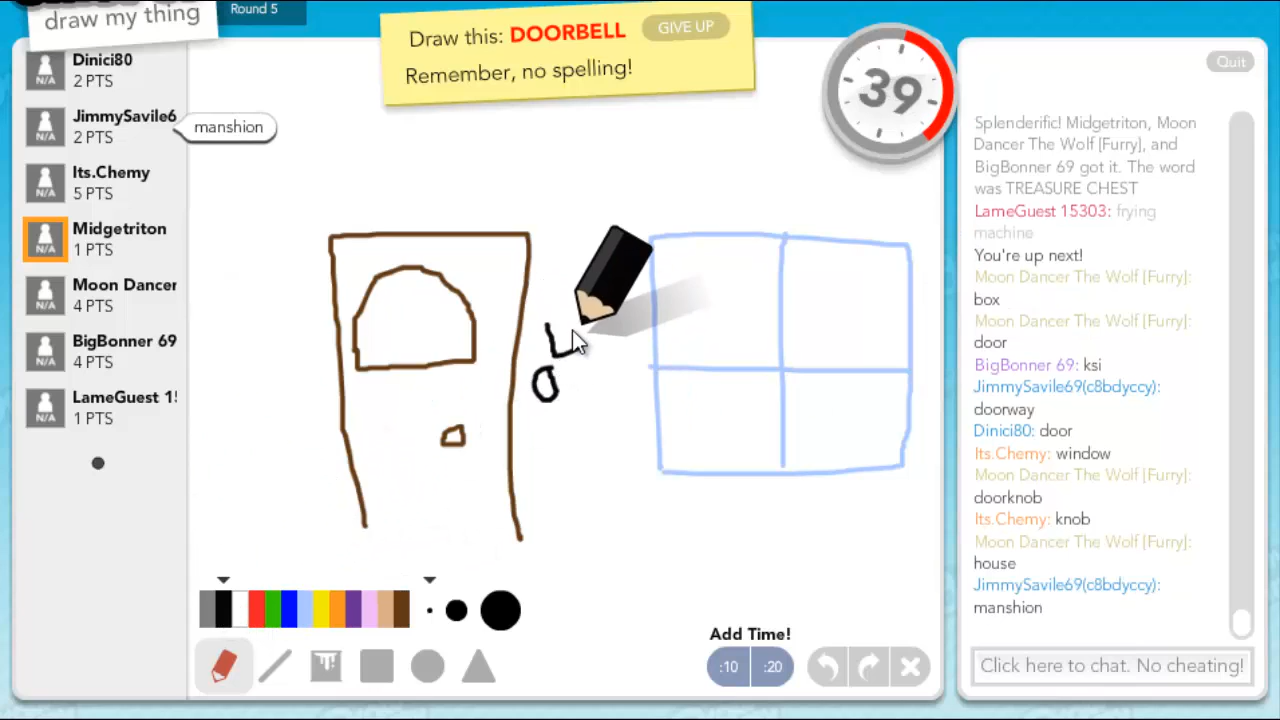 draw my thing
Round 5
Draw this: DOORBELL
GIVE UP
Remember, no spelling!
39
Quit
N/A
Dinici80
2 PTS
N/A
JimmySavile6
2 PTS
manshion
N/A
Its.Chemy
5 PTS
N/A
Midgetriton
1 PTS
N/A
Moon Dancer
4 PTS
N/A
BigBonner 69
4 PTS
N/A
LameGuest 1
1 PTS
Add Time!
:10
:20
Splenderific! Midgetriton, Moon
Dancer The Wolf [Furry], and
BigBonner 69 got it. The word
was TREASURE CHEST
LameGuest 15303: frying
machine
You're up next!
Moon Dancer The Wolf [Furry]:
box
Moon Dancer The Wolf [Furry]:
door
BigBonner 69: ksi
JimmySavile69(c8bdyccy):
doorway
Dinici80: door
Its.Chemy: window
Moon Dancer The Wolf [Furry]:
doorknob
Its.Chemy: knob
Moon Dancer The Wolf [Furry]:
house
JimmySavile69(c8bdyccy):
manshion
Click here to chat. No cheating!